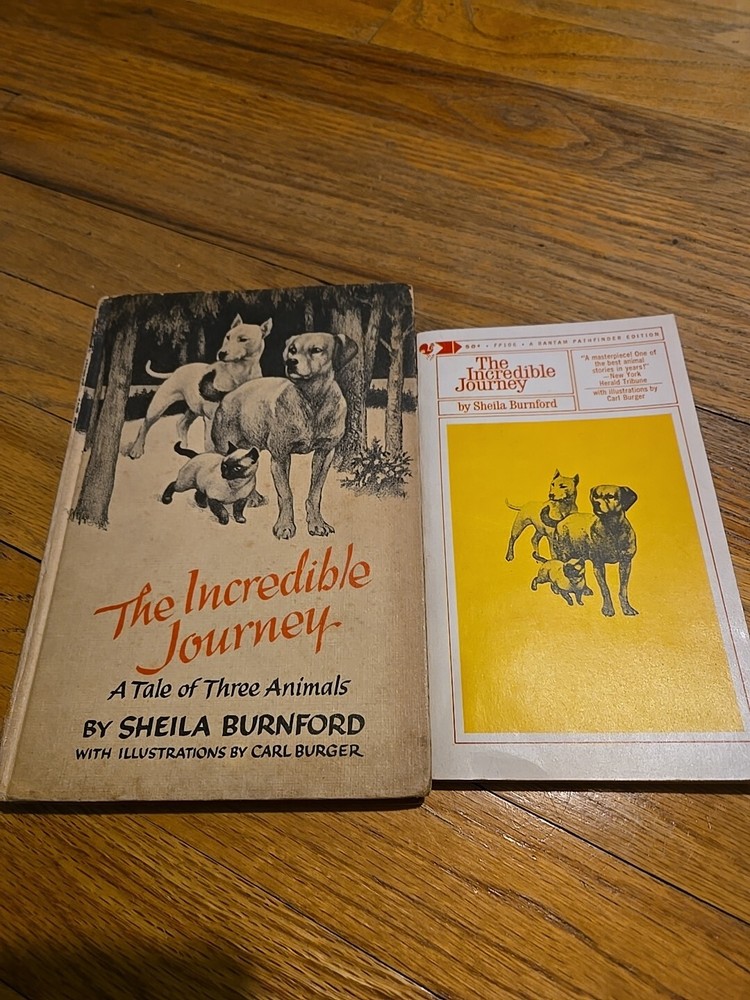 The Incredible
Journey
A Tale of Three Animals
BY SHEILA BURNFORD
WITH ILLUSTRATIONS BY CARL BURGER
50¢ • FP106 • A BANTAM PATHFINDER EDITION
The
Incredible
Journey
by Sheila Burnford
"A masterpiece! One of
the best animal
stories in years!"
—New York
Herald Tribune
with illustrations by
Carl Burger